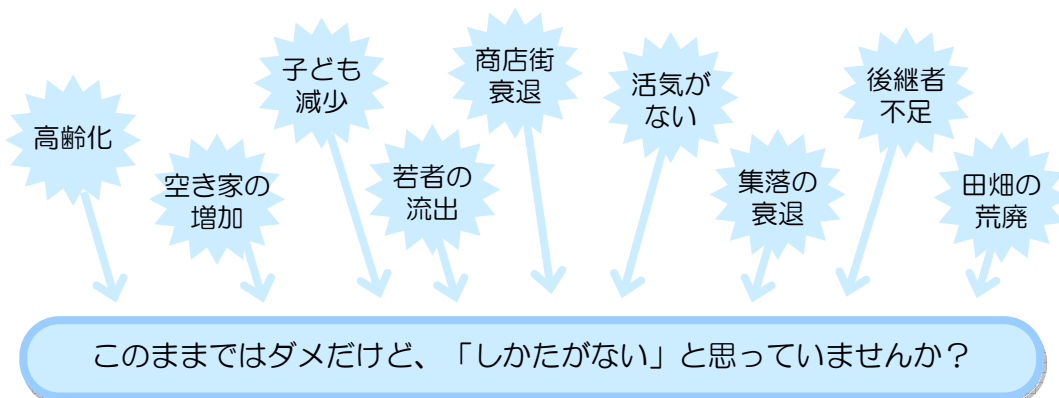 高齢化
空き家の
増加
子ども
減少
若者の
流出
商店街
衰退
活気が
ない
集落の
衰退
後継者
不足
田畑の
荒廃
このままではダメだけど、「しかたがない」と思っていませんか？